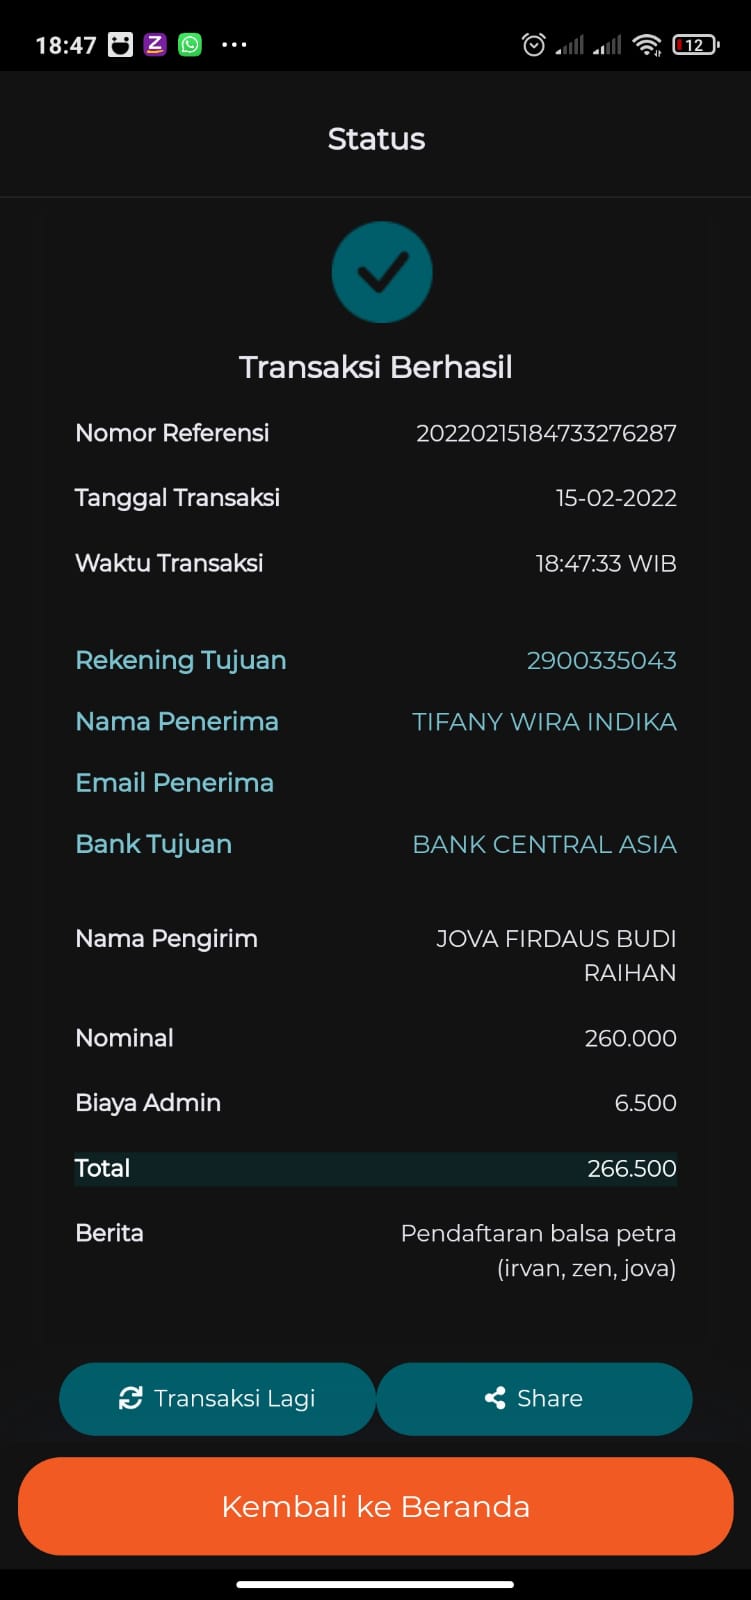 18:47
Z
12
Status
Transaksi Berhasil
Nomor Referensi 20220215184733276287
Tanggal Transaksi 15-02-2022
Waktu Transaksi 18:47:33 WIB
Rekening Tujuan 2900335043
Nama Penerima TIFANY WIRA INDIKA
Email Penerima
Bank Tujuan BANK CENTRAL ASIA
Nama Pengirim JOVA FIRDAUS BUDI
RAIHAN
Nominal 260.000
Biaya Admin 6.500
Total 266.500
Berita Pendaftaran balsa petra
(irvan, zen, jova)
Transaksi Lagi Share
Kembali ke Beranda